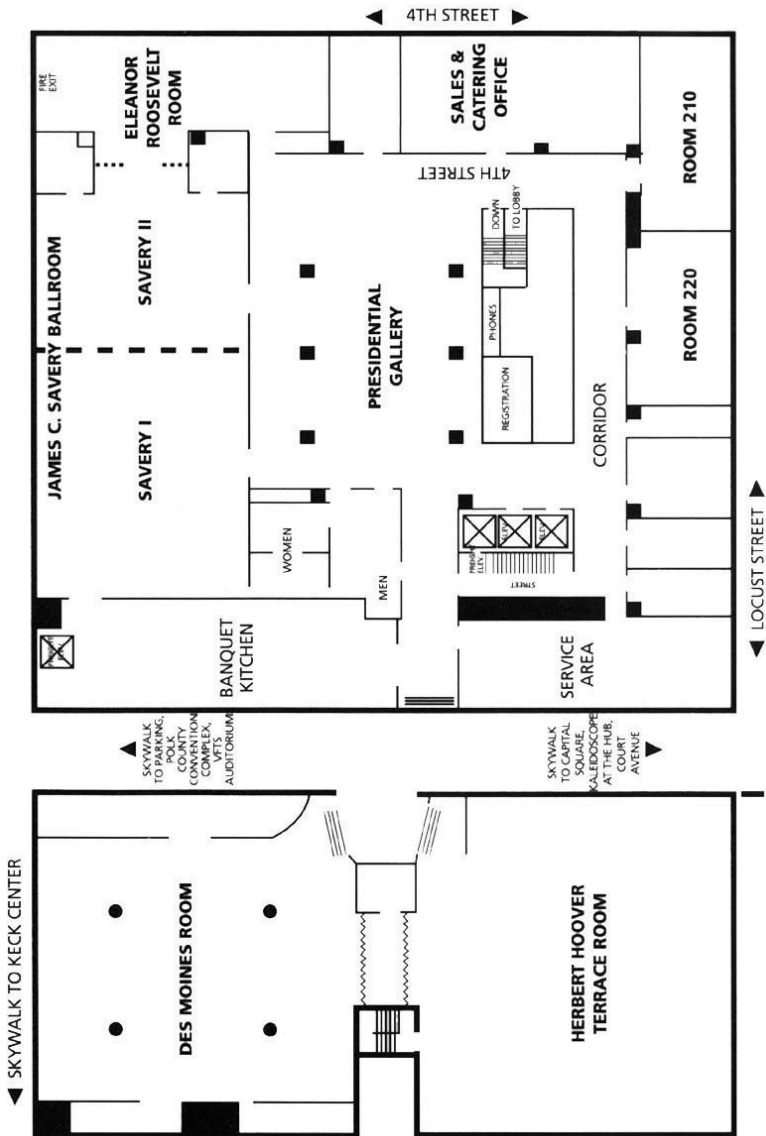 4TH STREET
FIRE
EXIT
ELEANOR
ROOSEVELT
ROOM
SALES &
CATERING
OFFICE
ROOM 210
4TH STREET
JAMES C. SAVERY BALLROOM
SAVERY II
DOWN
TO LOBBY
PHONES
ROOM 220
PRESIDENTIAL
GALLERY
REGISTRATION
SAVERY I
CORRIDOR
WOMEN
MEN
FREIGHT
ELEV.
ELEV.
ELEV.
STREET
LOCUST STREET
BANQUET
KITCHEN
SERVICE
AREA
SKYWALK
TO PARKING,
POLK
COUNTY
CONVENTION
COMPLEX,
VFTS
AUDITORIUM
SKYWALK
TO CAPITAL
SQUARE,
KALEIDOSCOPE
AT THE HUB,
COURT
AVENUE
SKYWALK TO KECK CENTER
DES MOINES ROOM
HERBERT HOOVER
TERRACE ROOM